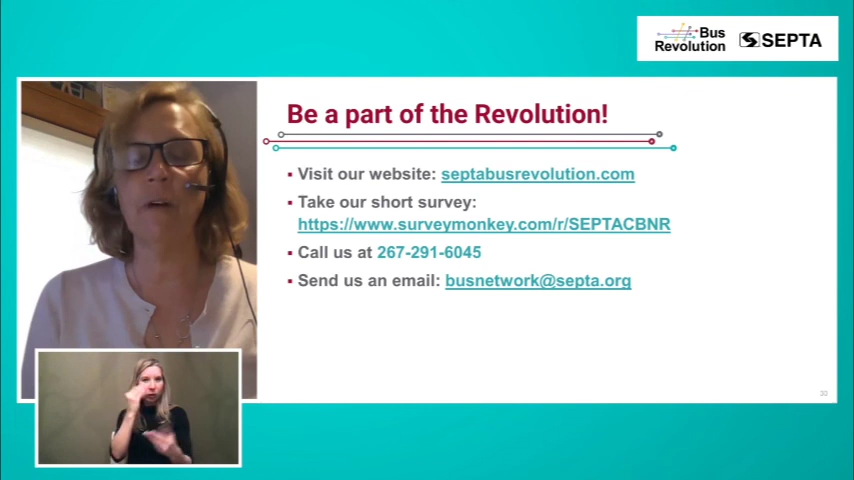 Bus
Revolution
SEPTA
Be a part of the Revolution!
▪ Visit our website: septabusrevolution.com
▪ Take our short survey:
https://www.surveymonkey.com/r/SEPTACBNR
▪ Call us at 267-291-6045
▪ Send us an email: busnetwork@septa.org